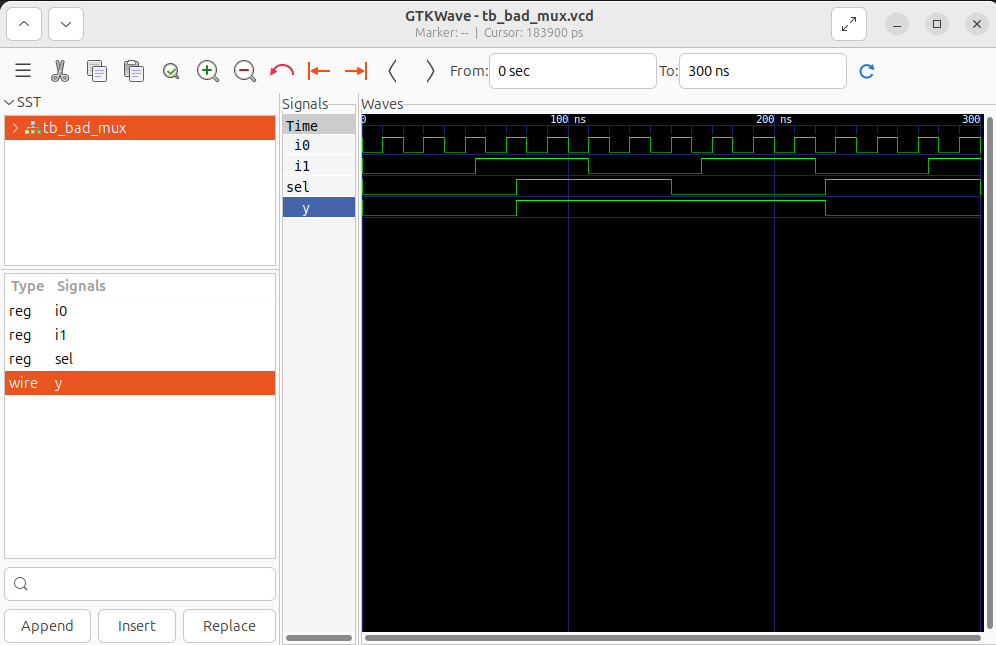 GTKWave - tb_bad_mux.vcd
Marker: -- | Cursor: 183900 ps
From: 0 sec To: 300 ns
SST
tb_bad_mux
Type Signals
reg i0
reg i1
reg sel
wire y
Append Insert Replace
Signals
Time
i0
i1
sel
y
Waves
0 100 ns 200 ns 300